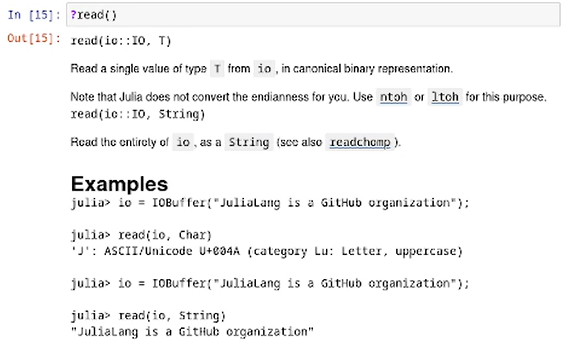 In [15]: ?read()
Out[15]: read(io::IO, T)
Read a single value of type T from io, in canonical binary representation.
Note that Julia does not convert the endianness for you. Use ntoh or ltoh for this purpose.
read(io::IO, String)
Read the entirety of io, as a String (see also readchomp).
Examples
julia> io = IOBuffer("JuliaLang is a GitHub organization");
julia> read(io, Char)
'J': ASCII/Unicode U+004A (category Lu: Letter, uppercase)
julia> io = IOBuffer("JuliaLang is a GitHub organization");
julia> read(io, String)
"JuliaLang is a GitHub organization"